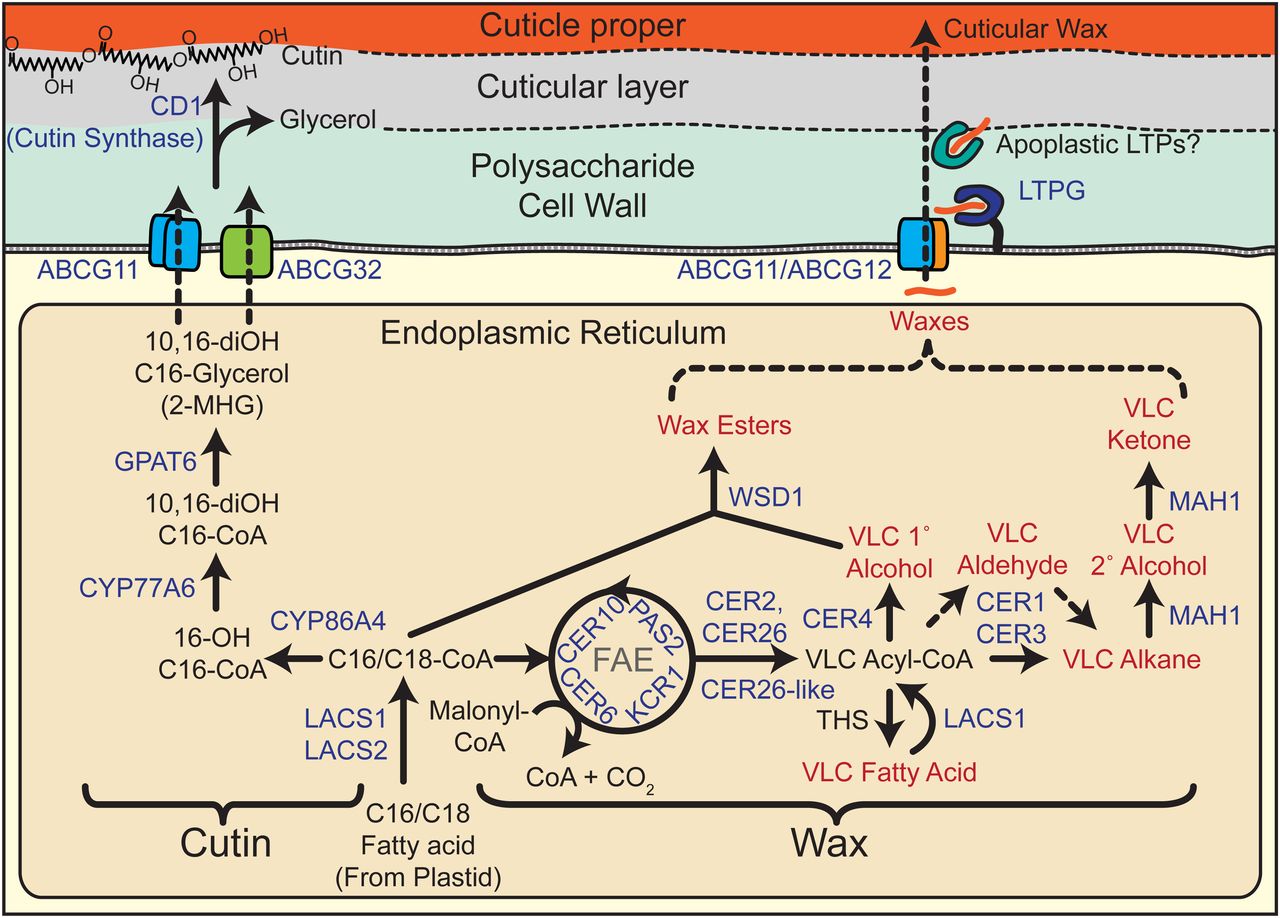 Cuticle proper
Cuticular Wax
O
O
O
O
O
OH
Cutin
OH
OH
OH
Cuticular layer
CD1
(Cutin Synthase)
Glycerol
Apoplastic LTPs?
Polysaccharide
Cell Wall
LTPG
ABCG11
ABCG32
ABCG11/ABCG12
Waxes
Endoplasmic Reticulum
10,16-diOH
C16-Glycerol
(2-MHG)
GPAT6
10,16-diOH
C16-CoA
CYP77A6
16-OH
C16-CoA
CYP86A4
C16/C18-CoA
LACS1
LACS2
C16/C18
Fatty acid
(From Plastid)
Malonyl-
CoA
CoA + CO2
CER10
PAS2
FAE
CER6
KCR1
CER2,
CER26
CER26-like
Wax Esters
WSD1
VLC 1°
Alcohol
CER4
VLC Acyl-CoA
THS
LACS1
VLC Fatty Acid
VLC
Aldehyde
CER1
CER3
VLC Alkane
MAH1
VLC
2° Alcohol
MAH1
VLC
Ketone
Cutin
Wax